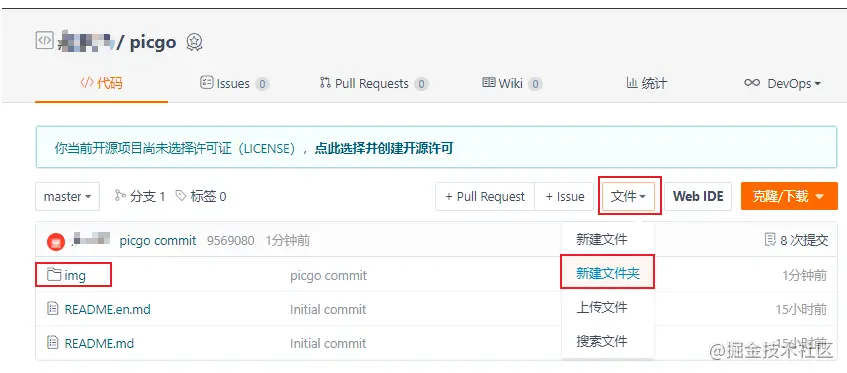 / picgo
代码 Issues 0 Pull Requests 0 Wiki 0 统计 DevOps
你当前开源项目尚未选择许可证（LICENSE），点此选择并创建开源许可
master 分支 1 标签 0 + Pull Request + Issue 文件 Web IDE 克隆/下载
picgo commit 9569080 1分钟前 新建文件 8 次提交
img picgo commit 新建文件夹 1分钟前
README.en.md Initial commit 上传文件 15小时前
README.md Initial commit 搜索文件 15小时前
@掘金技术社区